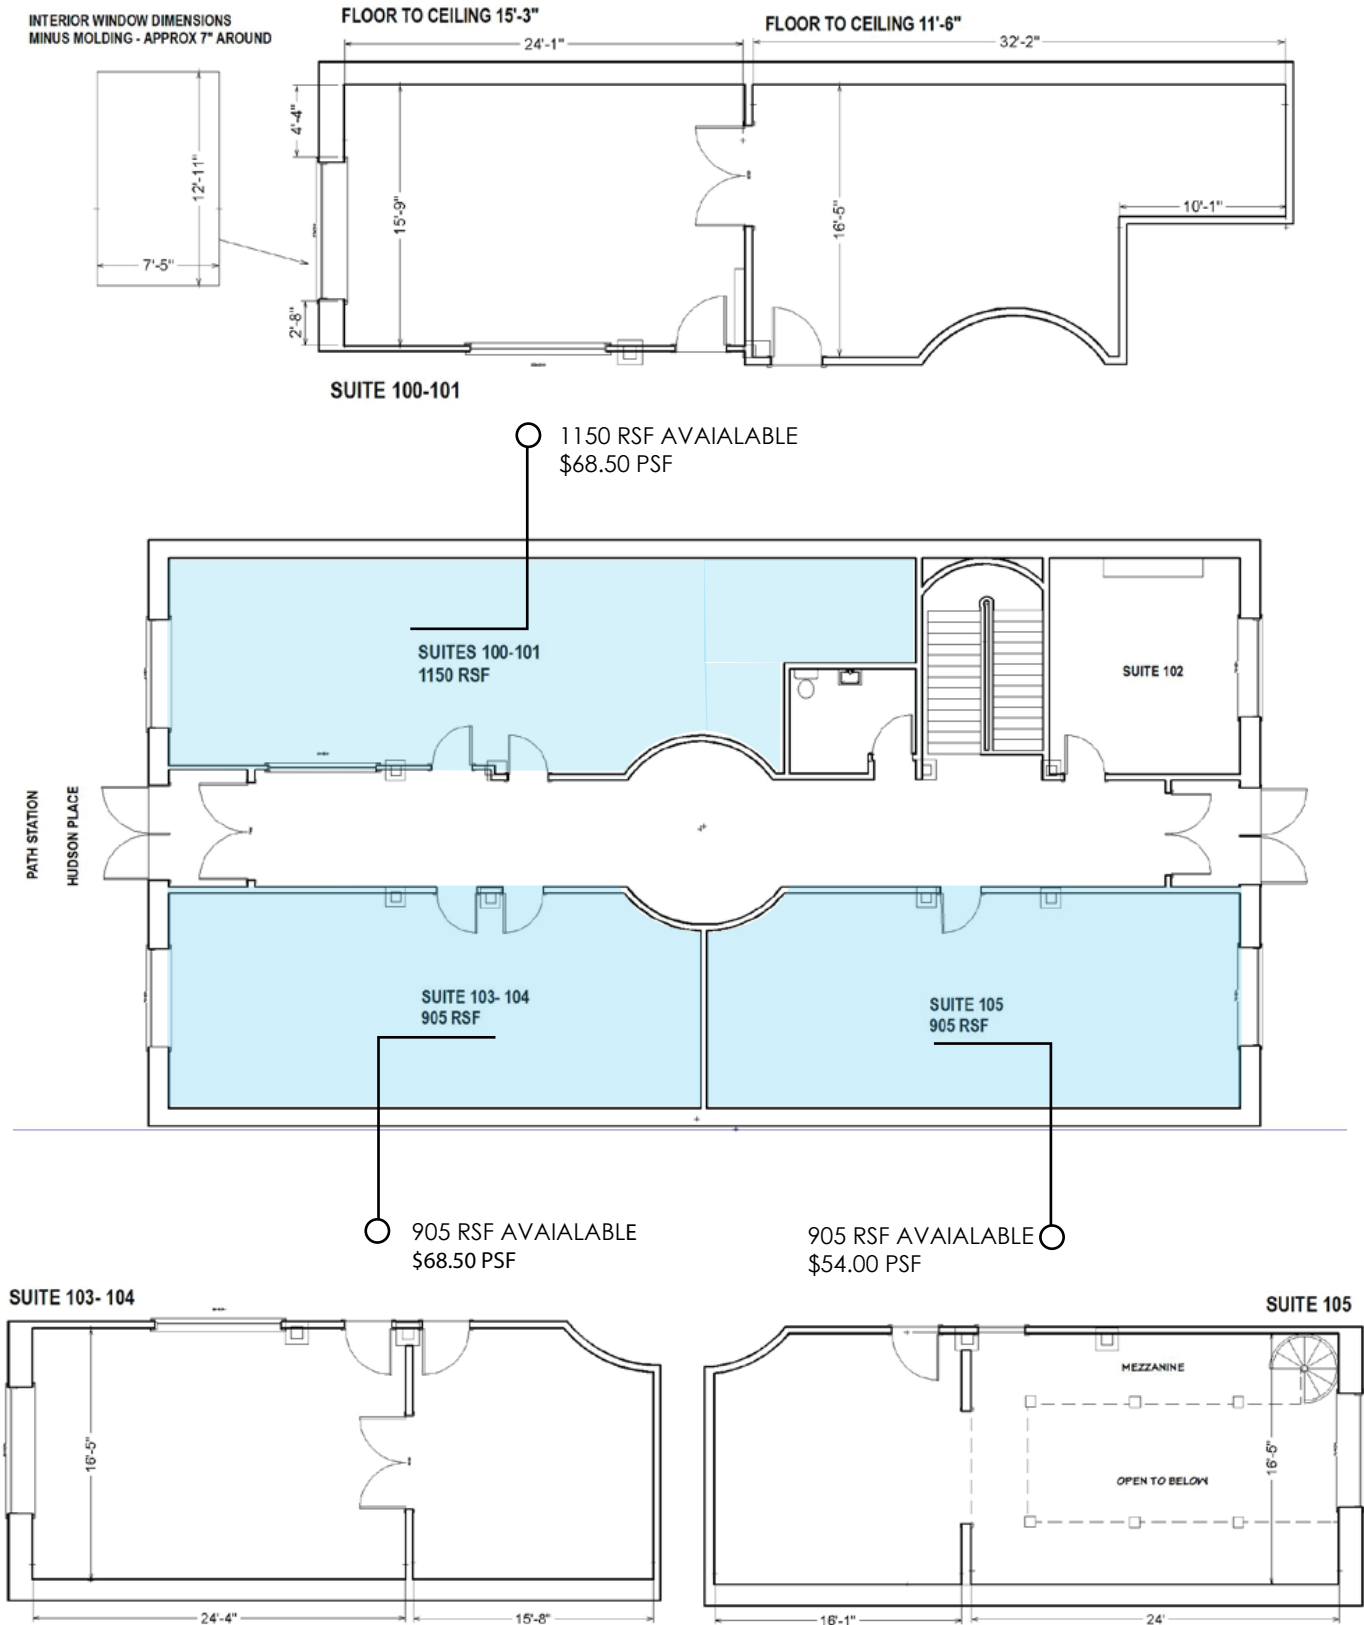 INTERIOR WINDOW DIMENSIONS
MINUS MOLDING - APPROX 7" AROUND
FLOOR TO CEILING 15'-3"
FLOOR TO CEILING 11'-6"
24'-1"
32'-2"
4'-4"
12'-11"
15'-9"
16'-5"
10'-1"
7'-5"
2'-8"
SUITE 100-101
1150 RSF AVAIALABLE
$68.50 PSF
SUITES 100-101
1150 RSF
SUITE 102
PATH STATION
HUDSON PLACE
SUITE 103- 104
905 RSF
SUITE 105
905 RSF
905 RSF AVAIALABLE
$68.50 PSF
905 RSF AVAIALABLE
$54.00 PSF
SUITE 103- 104
SUITE 105
MEZZANINE
16'-5"
16'-5"
OPEN TO BELOW
24'-4"
15'-8"
16'-1"
24'